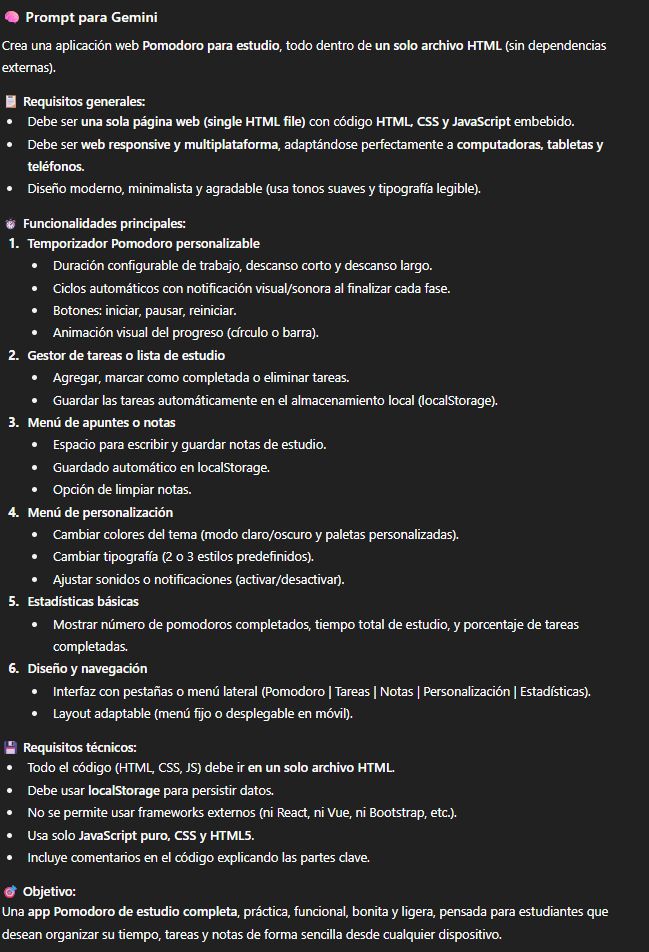 🧠 Prompt para Gemini
Crea una aplicación web Pomodoro para estudio, todo dentro de un solo archivo HTML (sin dependencias
externas).
📋 Requisitos generales:
• Debe ser una sola página web (single HTML file) con código HTML, CSS y JavaScript embebido.
• Debe ser web responsive y multiplataforma, adaptándose perfectamente a computadoras, tabletas y
teléfonos.
• Diseño moderno, minimalista y agradable (usa tonos suaves y tipografía legible).
⏱️ Funcionalidades principales:
1. Temporizador Pomodoro personalizable
• Duración configurable de trabajo, descanso corto y descanso largo.
• Ciclos automáticos con notificación visual/sonora al finalizar cada fase.
• Botones: iniciar, pausar, reiniciar.
• Animación visual del progreso (círculo o barra).
2. Gestor de tareas o lista de estudio
• Agregar, marcar como completada o eliminar tareas.
• Guardar las tareas automáticamente en el almacenamiento local (localStorage).
3. Menú de apuntes o notas
• Espacio para escribir y guardar notas de estudio.
• Guardado automático en localStorage.
• Opción de limpiar notas.
4. Menú de personalización
• Cambiar colores del tema (modo claro/oscuro y paletas personalizadas).
• Cambiar tipografía (2 o 3 estilos predefinidos).
• Ajustar sonidos o notificaciones (activar/desactivar).
5. Estadísticas básicas
• Mostrar número de pomodoros completados, tiempo total de estudio, y porcentaje de tareas
completadas.
6. Diseño y navegación
• Interfaz con pestañas o menú lateral (Pomodoro | Tareas | Notas | Personalización | Estadísticas).
• Layout adaptable (menú fijo o desplegable en móvil).
💾 Requisitos técnicos:
• Todo el código (HTML, CSS, JS) debe ir en un solo archivo HTML.
• Debe usar localStorage para persistir datos.
• No se permite usar frameworks externos (ni React, ni Vue, ni Bootstrap, etc.).
• Usa solo JavaScript puro, CSS y HTML5.
• Incluye comentarios en el código explicando las partes clave.
🎯 Objetivo:
Una app Pomodoro de estudio completa, práctica, funcional, bonita y ligera, pensada para estudiantes que
desean organizar su tiempo, tareas y notas de forma sencilla desde cualquier dispositivo.